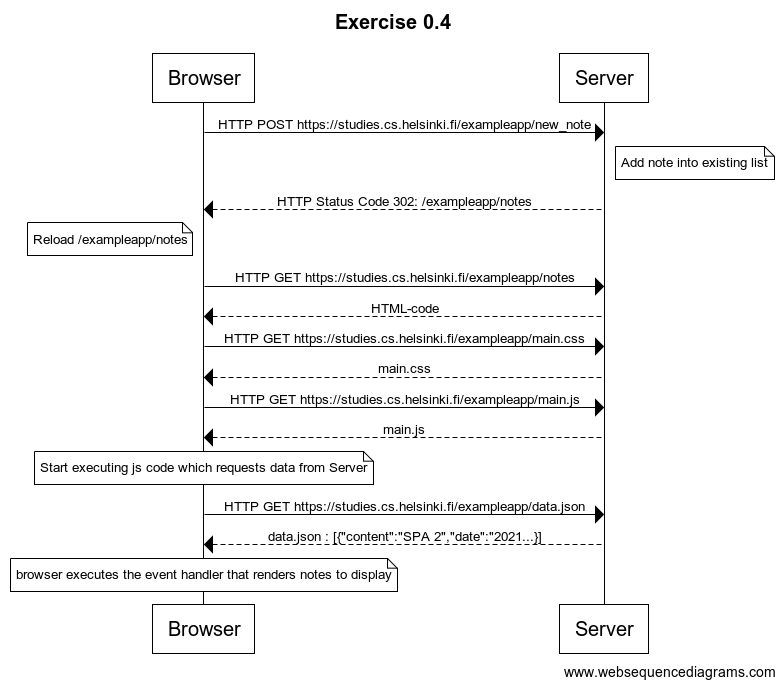 Exercise 0.4
Browser
Server
HTTP POST https://studies.cs.helsinki.fi/exampleapp/new_note
Add note into existing list
HTTP Status Code 302: /exampleapp/notes
Reload /exampleapp/notes
HTTP GET https://studies.cs.helsinki.fi/exampleapp/notes
HTML-code
HTTP GET https://studies.cs.helsinki.fi/exampleapp/main.css
main.css
HTTP GET https://studies.cs.helsinki.fi/exampleapp/main.js
main.js
Start executing js code which requests data from Server
HTTP GET https://studies.cs.helsinki.fi/exampleapp/data.json
data.json : [{"content":"SPA 2","date":"2021...}]
browser executes the event handler that renders notes to display
Browser
Server
www.websequencediagrams.com